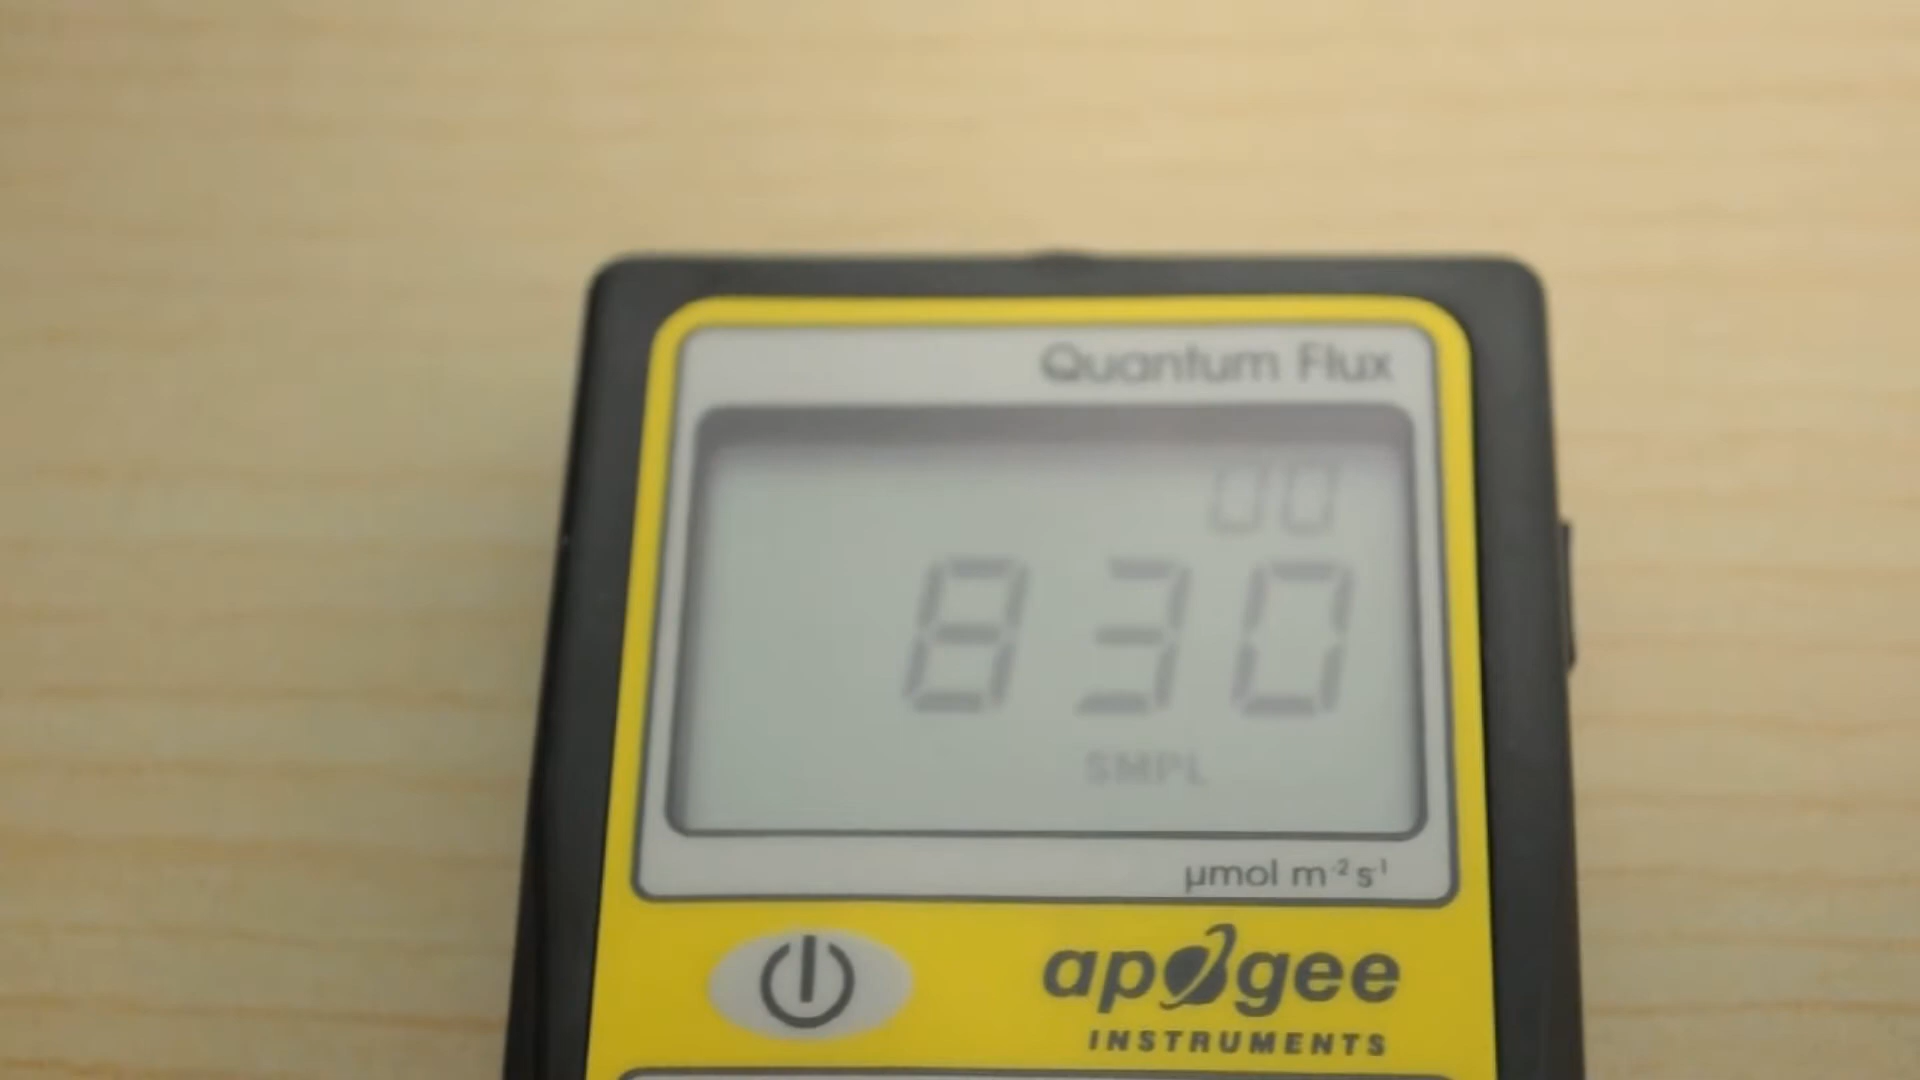 Quantum Flux
00
830
SMPL
µmol m⁻² s⁻¹
apogee
INSTRUMENTS